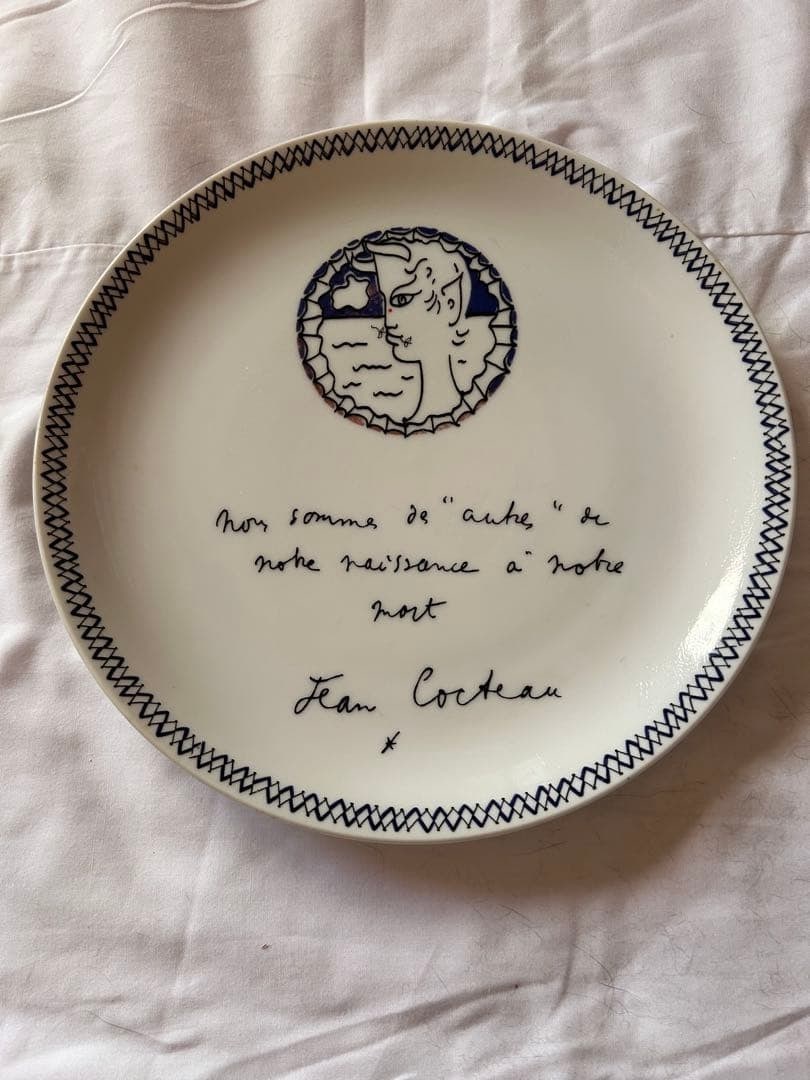 nous sommes des "autres" de
notre naissance à notre
mort
Jean Cocteau
*